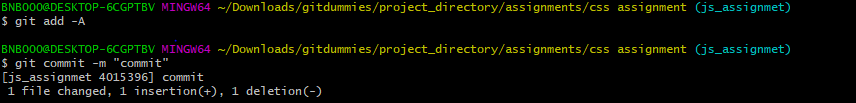 BNBOOO@DESKTOP-6CGPTBV MINGW64 ~/Downloads/gitdummies/project_directory/assignments/css assignment (js_assignmet)
$ git add -A
BNBOOO@DESKTOP-6CGPTBV MINGW64 ~/Downloads/gitdummies/project_directory/assignments/css assignment (js_assignmet)
$ git commit -m "commit"
[js_assignmet 4015396] commit
1 file changed, 1 insertion(+), 1 deletion(-)